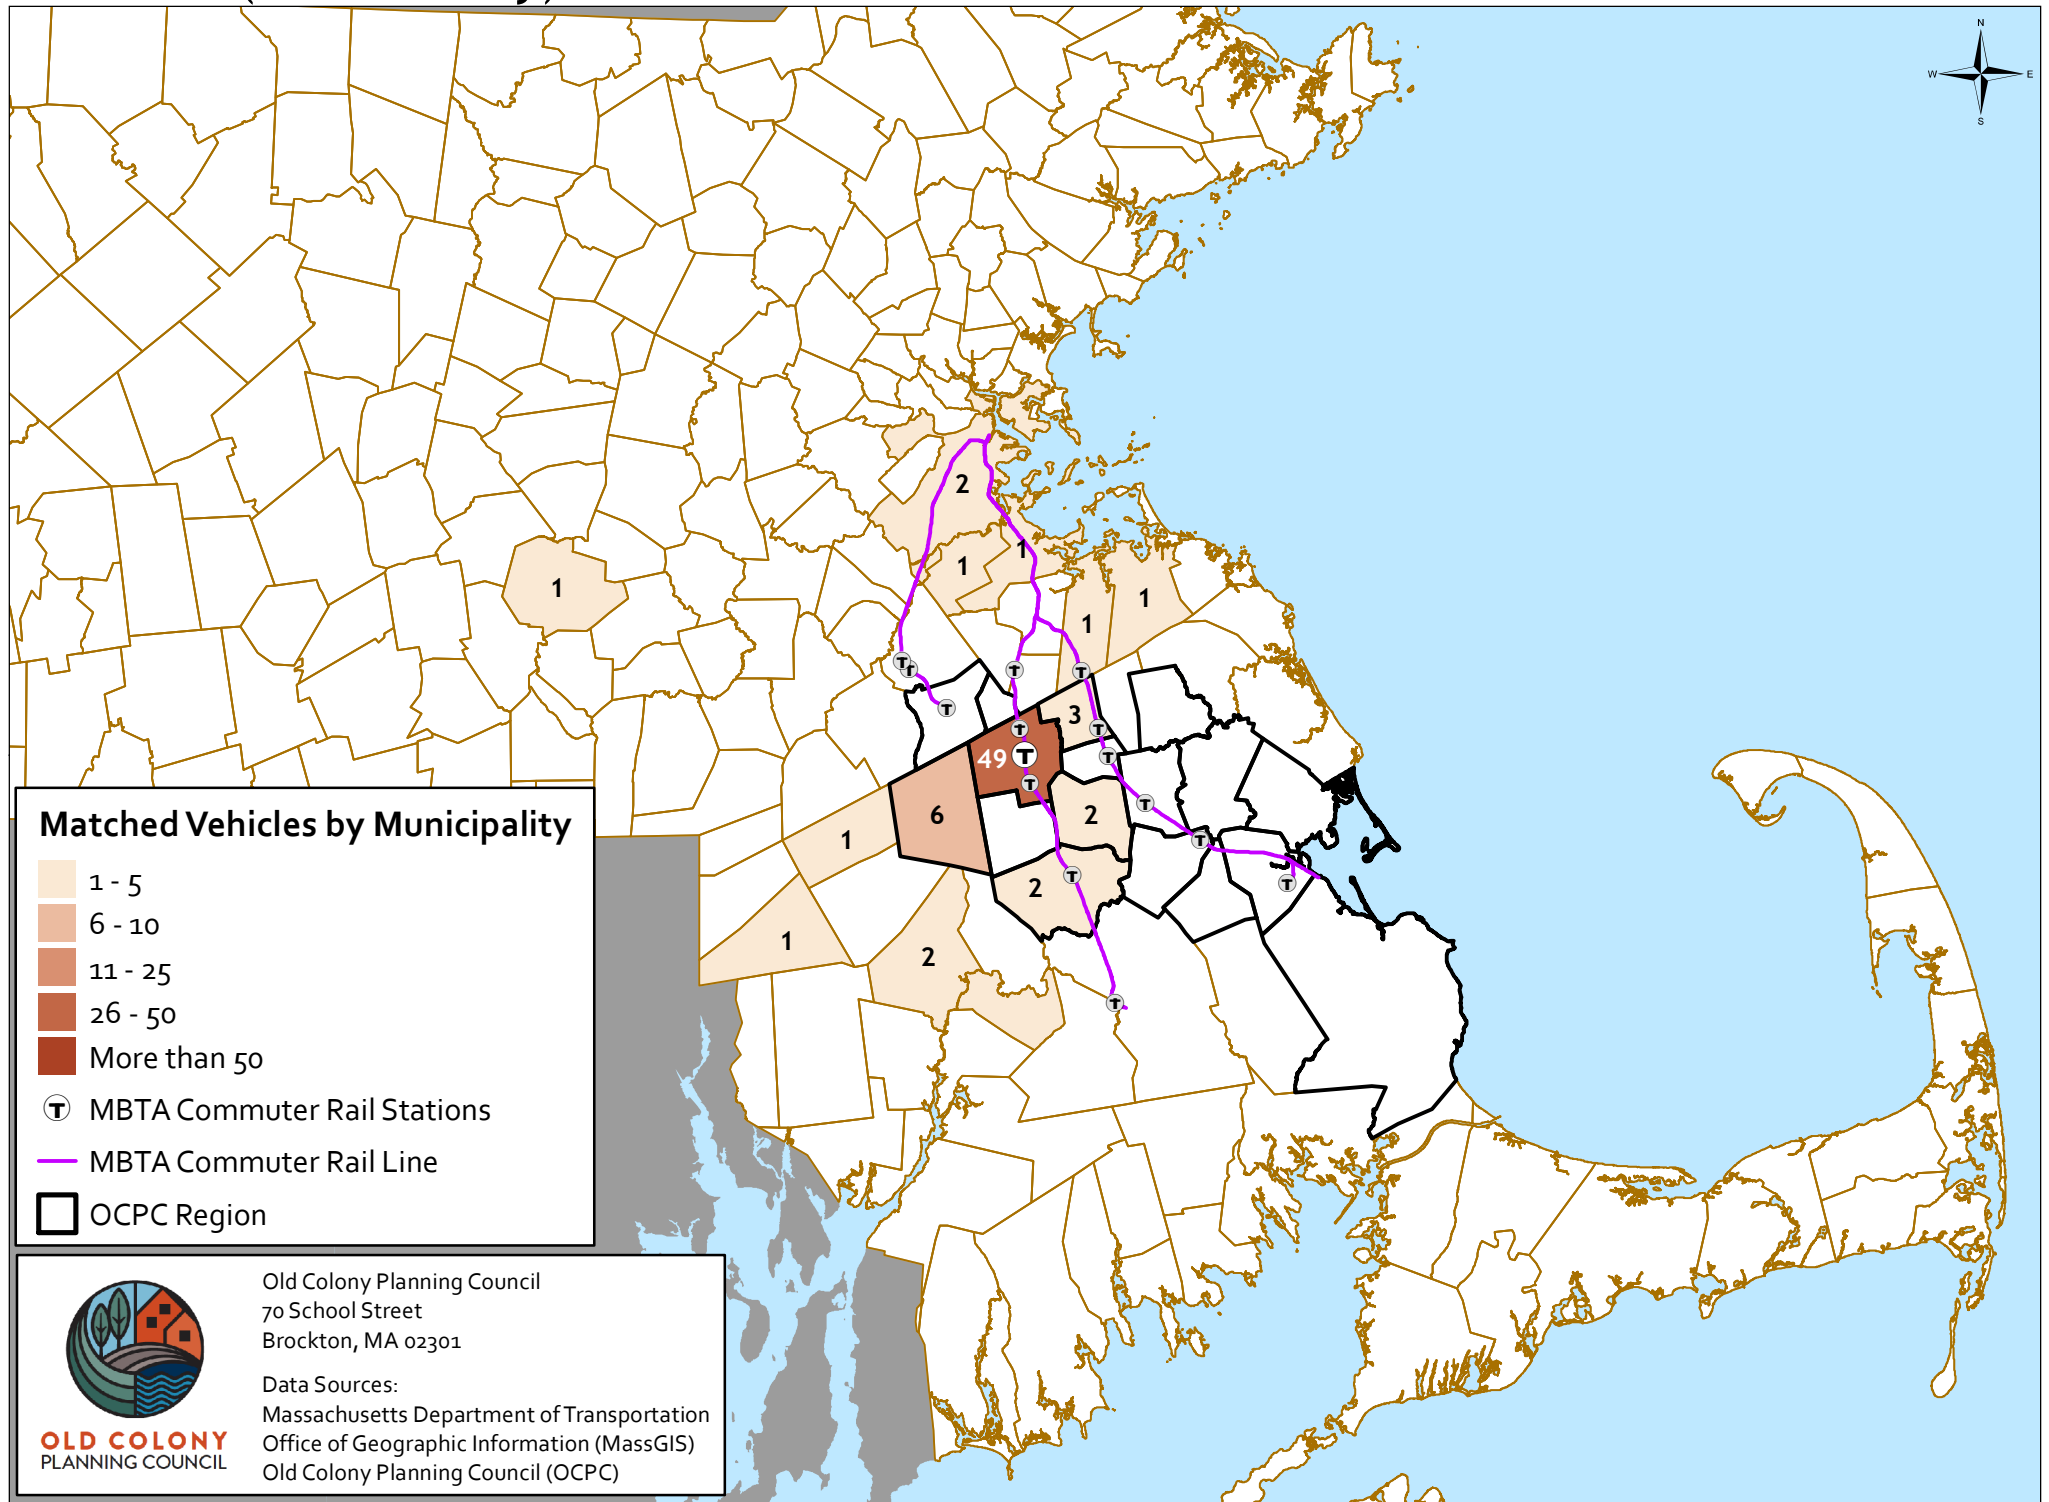 N
W E
S
2
1
1
1
1
1
1
3
49
6
2
1
2
1
2
Matched Vehicles by Municipality
1 - 5
6 - 10
11 - 25
26 - 50
More than 50
T MBTA Commuter Rail Stations
MBTA Commuter Rail Line
OCPC Region
OLD COLONY
PLANNING COUNCIL
Old Colony Planning Council
70 School Street
Brockton, MA 02301
Data Sources:
Massachusetts Department of Transportation
Office of Geographic Information (MassGIS)
Old Colony Planning Council (OCPC)